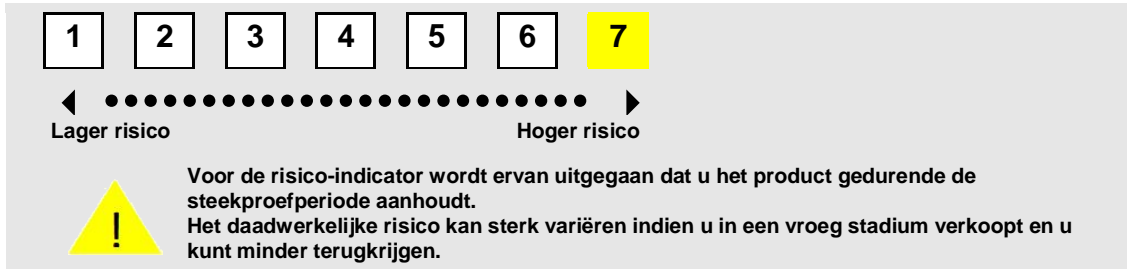 1 2 3 4 5 6 7
Lager risico Hoger risico
!
Voor de risico-indicator wordt ervan uitgegaan dat u het product gedurende de
steekproefperiode aanhoudt.
Het daadwerkelijke risico kan sterk variëren indien u in een vroeg stadium verkoopt en u
kunt minder terugkrijgen.